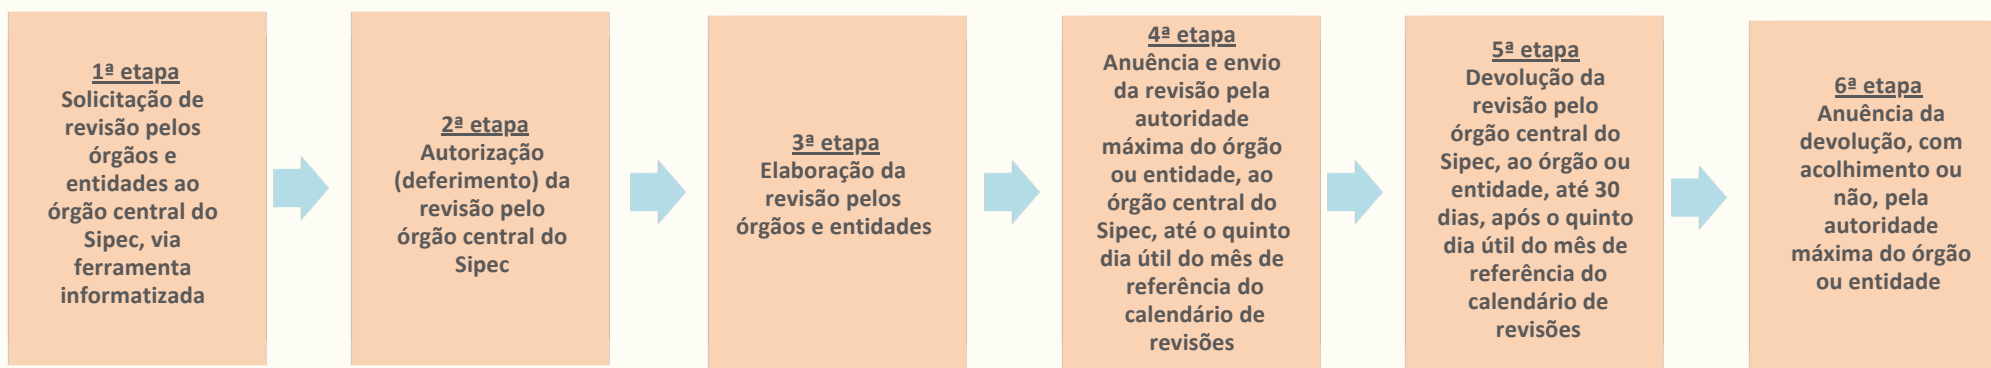 1ª etapa
Solicitação de
revisão pelos
órgãos e
entidades ao
órgão central do
Sipec, via
ferramenta
informatizada
2ª etapa
Autorização
(deferimento) da
revisão pelo
órgão central do
Sipec
3ª etapa
Elaboração da
revisão pelos
órgãos e entidades
4ª etapa
Anuência e envio
da revisão pela
autoridade
máxima do órgão
ou entidade, ao
órgão central do
Sipec, até o quinto
dia útil do mês de
referência do
calendário de
revisões
5ª etapa
Devolução da
revisão pelo
órgão central do
Sipec, ao órgão ou
entidade, até 30
dias, após o quinto
dia útil do mês de
referência do
calendário de
revisões
6ª etapa
Anuência da
devolução, com
acolhimento ou
não, pela
autoridade
máxima do órgão
ou entidade